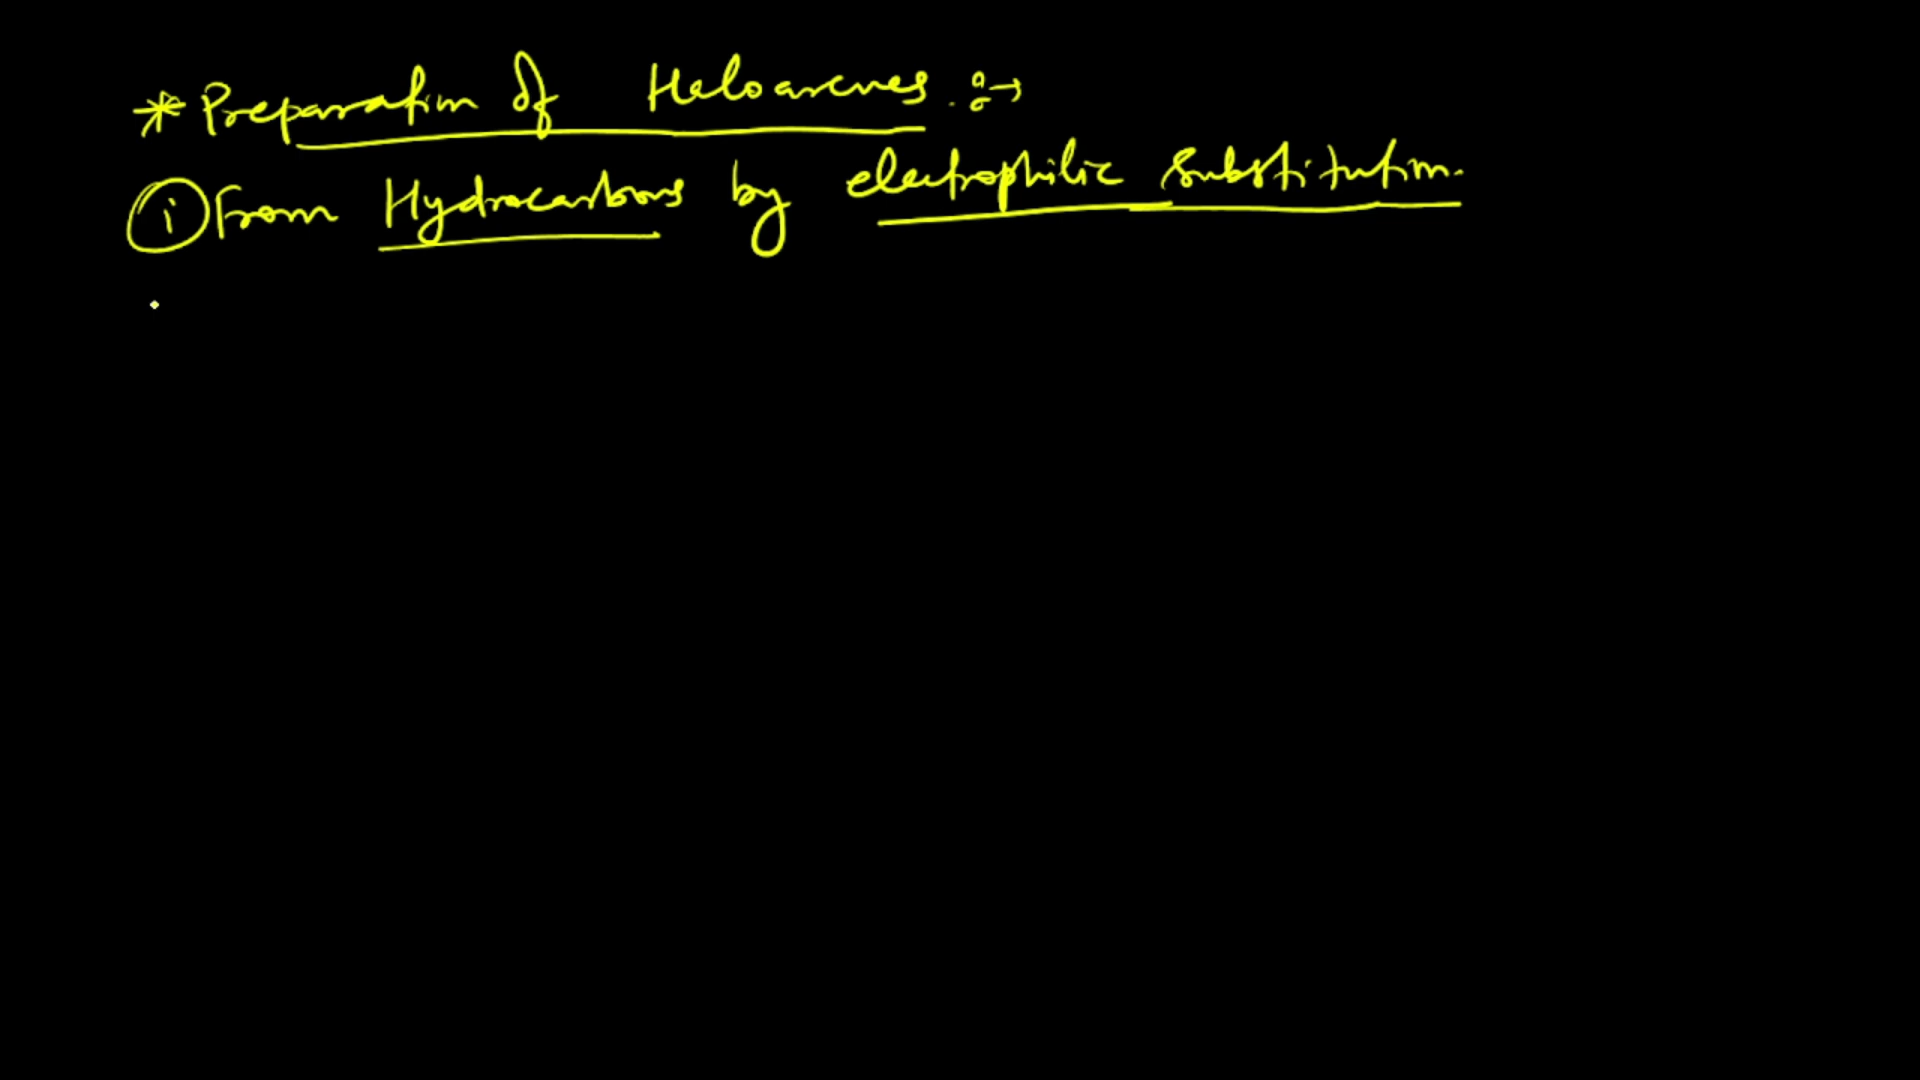 * Preparation of Haloarenes :→
(i) From Hydrocarbons by electrophilic substitution.